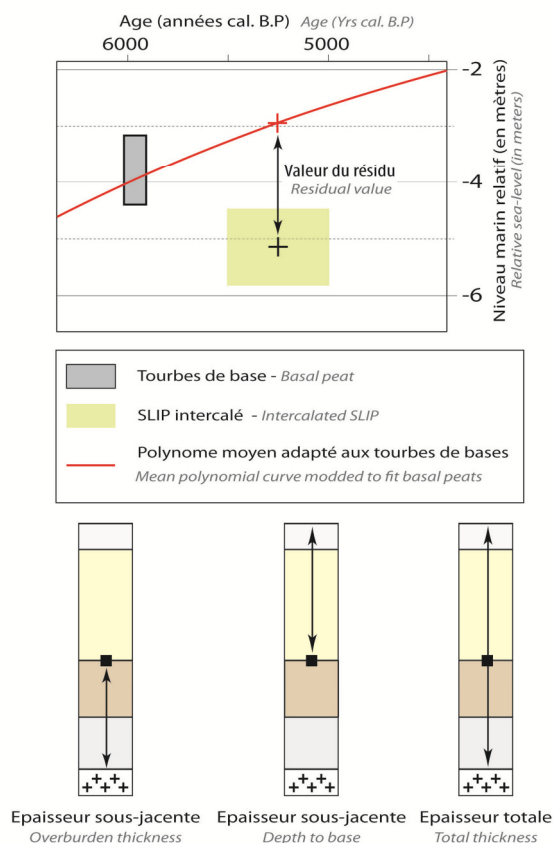 Age (années cal. B.P) Age (Yrs cal. B.P)
6000 5000
-2
-4
-6
Niveau marin relatif (en mètres)
Relative sea-level (in meters)
Valeur du résidu
Residual value
Tourbes de base - Basal peat
SLIP intercalé - Intercalated SLIP
Polynome moyen adapté aux tourbes de bases
Mean polynomial curve modded to fit basal peats
Epaisseur sous-jacente
Overburden thickness
Epaisseur sous-jacente
Depth to base
Epaisseur totale
Total thickness